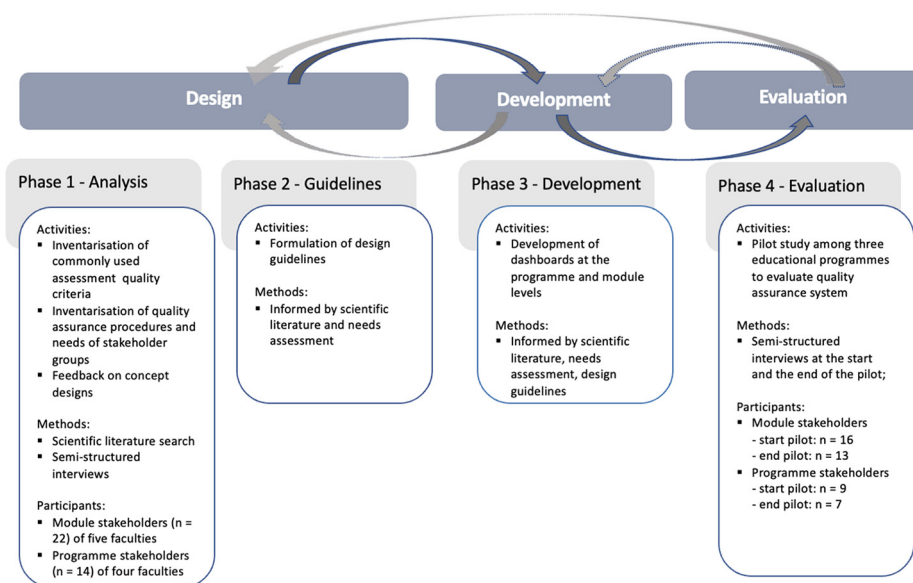 Design
Development
Evaluation
Phase 1 - Analysis
Activities:
▪ Inventarisation of
commonly used
assessment quality
criteria
▪ Inventarisation of quality
assurance procedures and
needs of stakeholder
groups
▪ Feedback on concept
designs
Methods:
▪ Scientific literature search
▪ Semi-structured
interviews
Participants:
▪ Module stakeholders (n =
22) of five faculties
▪ Programme stakeholders
(n = 14) of four faculties
Phase 2 - Guidelines
Activities:
▪ Formulation of design
guidelines
Methods:
▪ Informed by scientific
literature and needs
assessment
Phase 3 - Development
Activities:
▪ Development of
dashboards at the
programme and module
levels
Methods:
▪ Informed by scientific
literature, needs
assessment, design
guidelines
Phase 4 - Evaluation
Activities:
▪ Pilot study among three
educational programmes
to evaluate quality
assurance system
Methods:
▪ Semi-structured
interviews at the start
and the end of the pilot;
Participants:
▪ Module stakeholders
- start pilot: n = 16
- end pilot: n = 13
▪ Programme stakeholders
- start pilot: n = 9
- end pilot: n = 7